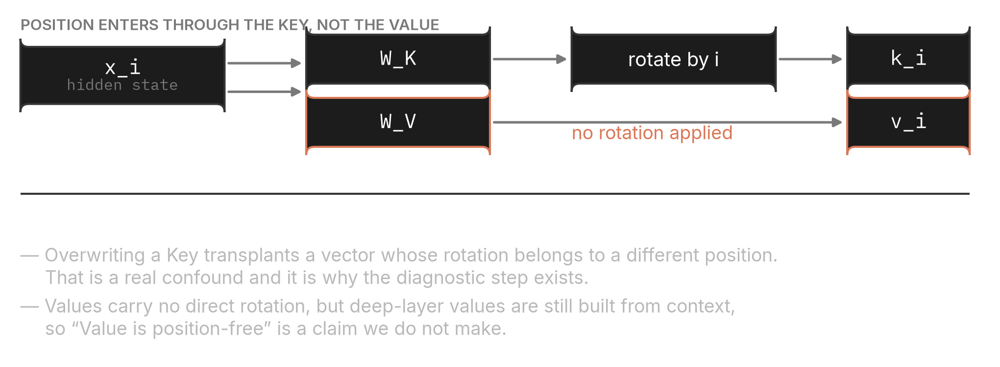 POSITION ENTERS THROUGH THE KEY, NOT THE VALUE
x_i
hidden state
W_K
rotate by i
k_i
W_V
no rotation applied
v_i
— Overwriting a Key transplants a vector whose rotation belongs to a different position.
That is a real confound and it is why the diagnostic step exists.
— Values carry no direct rotation, but deep-layer values are still built from context,
so “Value is position-free” is a claim we do not make.